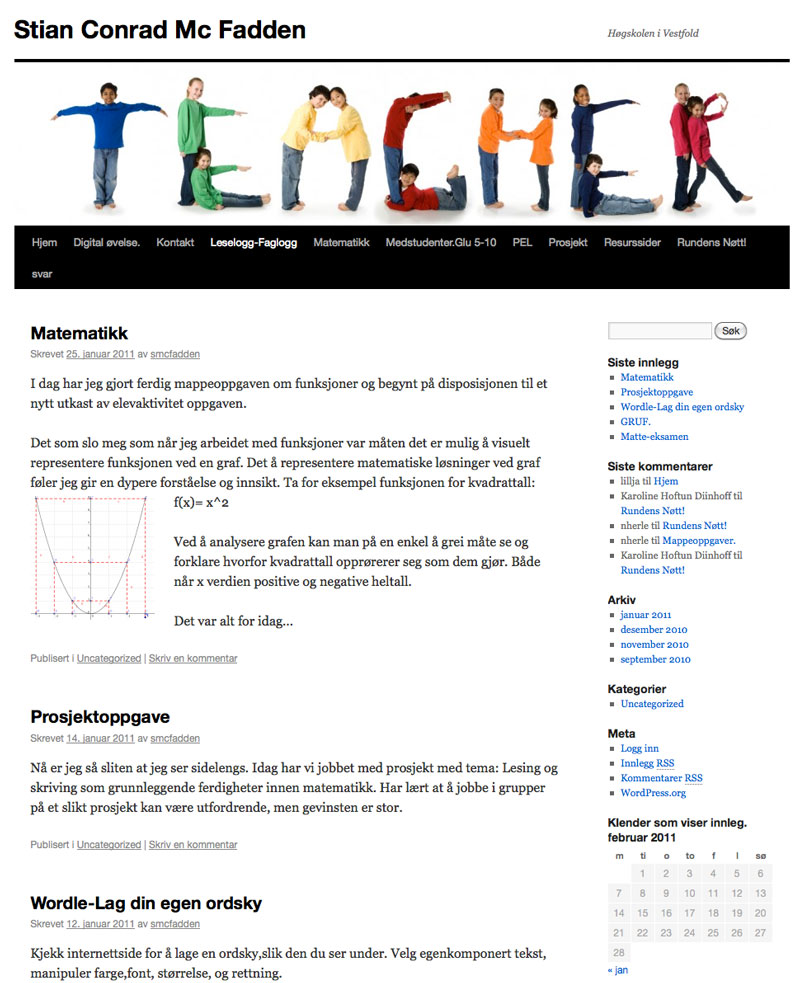 Stian Conrad Mc Fadden
Høgskolen i Vestfold
TEACHER
Hjem Digital øvelse. Kontakt Leselogg-Faglogg Matematikk Medstudenter.Glu 5-10 PEL Prosjekt Resurssider Rundens Nøtt!
svar
Matematikk
Skrevet 25. januar 2011 av smcfadden
I dag har jeg gjort ferdig mappeoppgaven om funksjoner og begynt på disposisjonen til et
nytt utkast av elevaktivitet oppgaven.
Det som slo meg som når jeg arbeidet med funksjoner var måten det er mulig å visuelt
representere funksjonen ved en graf. Det å representere matematiske løsninger ved graf
føler jeg gir en dypere forståelse og innsikt. Ta for eksempel funksjonen for kvadrattall:
f(x)= x^2
Ved å analysere grafen kan man på en enkel å grei måte se og
forklare hvorfor kvadrattall opprørerer seg som dem gjør. Både
når x verdien positive og negative heltall.
Det var alt for idag...
Publisert i Uncategorized | Skriv en kommentar
Prosjektoppgave
Skrevet 14. januar 2011 av smcfadden
Nå er jeg så sliten at jeg ser sidelengs. Idag har vi jobbet med prosjekt med tema: Lesing og
skriving som grunnleggende ferdigheter innen matematikk. Har lært at å jobbe i grupper
på et slikt prosjekt kan være utfordrende, men gevinsten er stor.
Publisert i Uncategorized | Skriv en kommentar
Wordle-Lag din egen ordsky
Skrevet 12. januar 2011 av smcfadden
Kjekk internettside for å lage en ordsky,slik den du ser under. Velg egenkomponert tekst,
manipuler farge,font, størrelse, og rettning.
Søk
Siste innlegg
Matematikk
Prosjektoppgave
Wordle-Lag din egen ordsky
GRUF.
Matte-eksamen
Siste kommentarer
lillja til Hjem
Karoline Hoftun Diinhoff til
Rundens Nøtt!
nherle til Rundens Nøtt!
nherle til Mappeoppgaver.
Karoline Hoftun Diinhoff til
Rundens Nøtt!
Arkiv
januar 2011
desember 2010
november 2010
september 2010
Kategorier
Uncategorized
Meta
Logg inn
Innlegg RSS
Kommentarer RSS
WordPress.org
Klender som viser innleg.
februar 2011
m ti o to f l sø
1 2 3 4 5 6
7 8 9 10 11 12 13
14 15 16 17 18 19 20
21 22 23 24 25 26 27
28
« jan